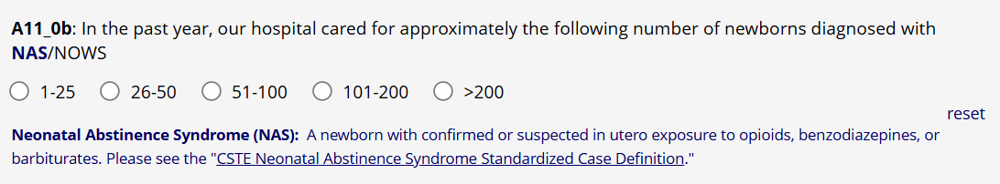 A11_0b: In the past year, our hospital cared for approximately the following number of newborns diagnosed with
NAS/NOWS
1-25 26-50 51-100 101-200 >200
reset
Neonatal Abstinence Syndrome (NAS): A newborn with confirmed or suspected in utero exposure to opioids, benzodiazepines, or
barbiturates. Please see the "CSTE Neonatal Abstinence Syndrome Standardized Case Definition."